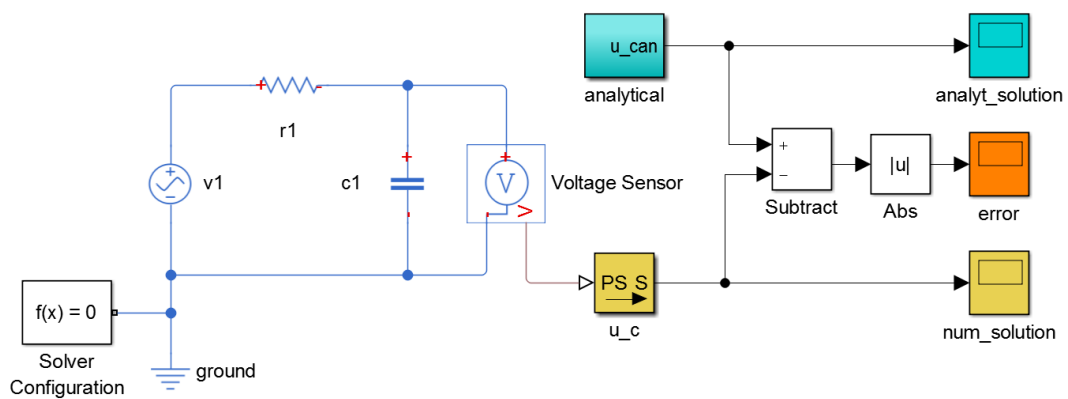 u_can
analytical
analyt_solution
+
r1
+
−
|u|
Subtract
Abs
error
+
−
v1
+
c1
+
V
V
Voltage Sensor
PS S
u_c
num_solution
f(x) = 0
Solver
Configuration
ground